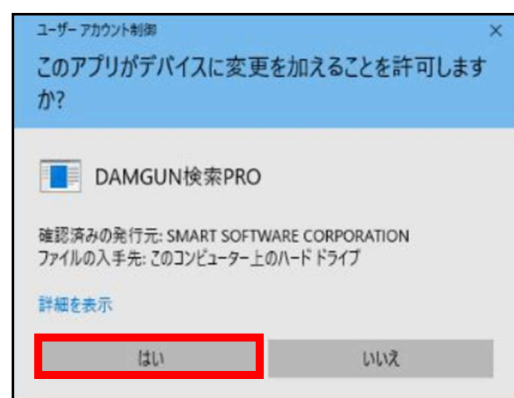 ユーザー アカウント制御
このアプリがデバイスに変更を加えることを許可します
か?
DAMGUN検索PRO
確認済みの発行元: SMART SOFTWARE CORPORATION
ファイルの入手先: このコンピューター上のハード ドライブ
詳細を表示
はい
いいえ